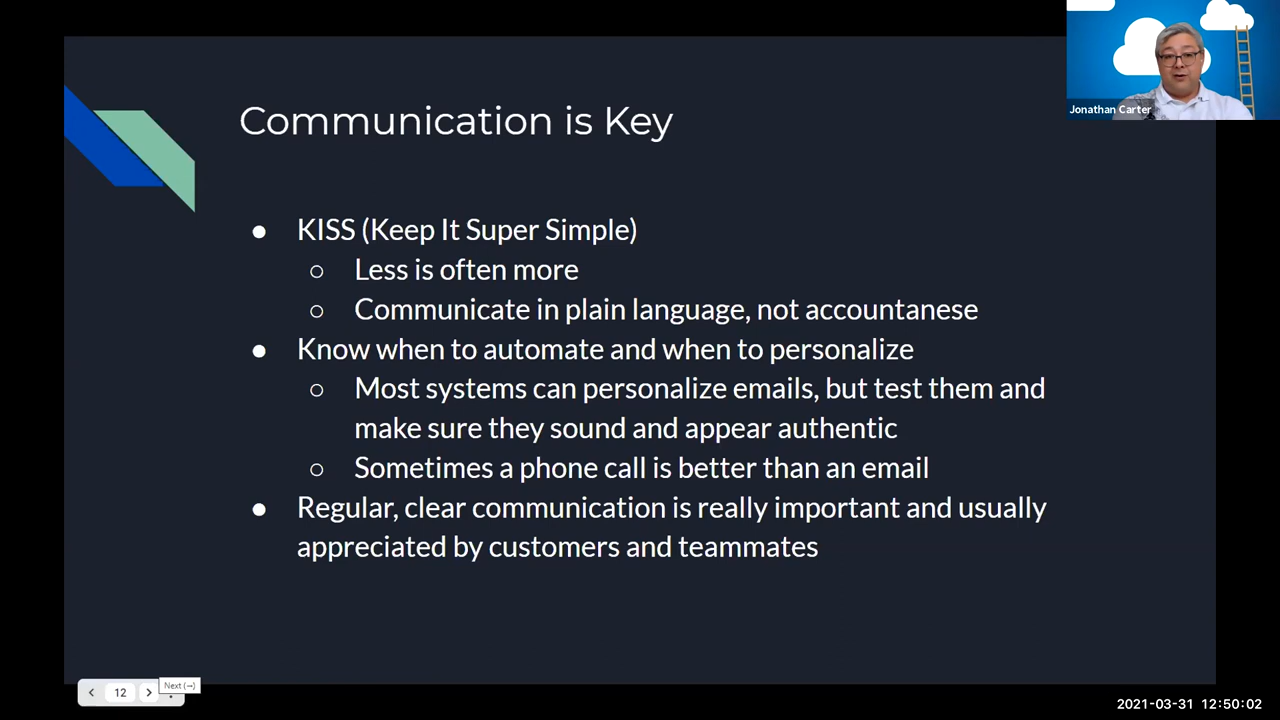 Jonathan Carter
Communication is Key
● KISS (Keep It Super Simple)
○ Less is often more
○ Communicate in plain language, not accountanese
● Know when to automate and when to personalize
○ Most systems can personalize emails, but test them and
make sure they sound and appear authentic
○ Sometimes a phone call is better than an email
● Regular, clear communication is really important and usually
appreciated by customers and teammates
12
Next (→)
2021-03-31 12:50:02